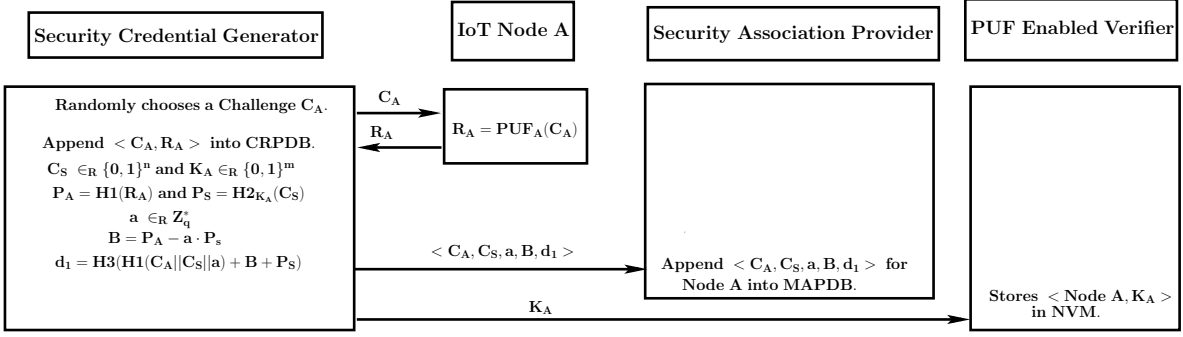 Security Credential Generator
IoT Node A
Security Association Provider
PUF Enabled Verifier
Randomly chooses a Challenge C_A.
C_A
R_A = PUF_A(C_A)
R_A
Append < C_A, R_A > into CRPDB.
C_S ∈_R {0, 1}^n and K_A ∈_R {0, 1}^m
P_A = H1(R_A) and P_S = H2_{K_A}(C_S)
a ∈_R Z_q^*
B = P_A − a · P_s
d_1 = H3(H1(C_A||C_S||a) + B + P_S)
< C_A, C_S, a, B, d_1 >
Append < C_A, C_S, a, B, d_1 > for
Node A into MAPDB.
K_A
Stores < Node A, K_A >
in NVM.